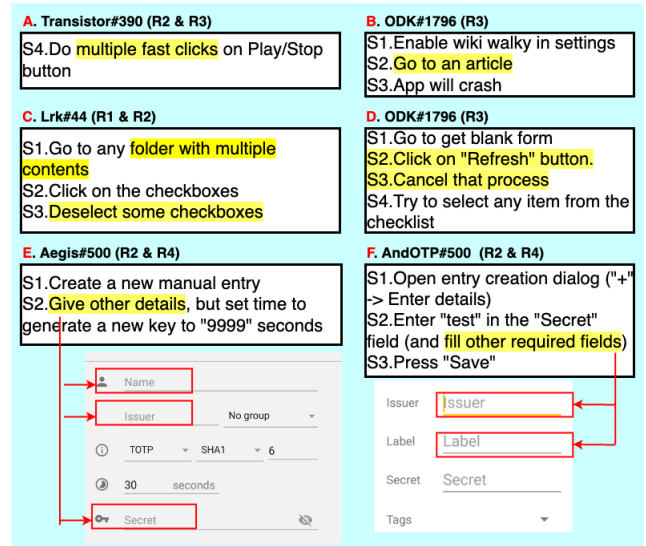 A. Transistor#390 (R2 & R3)
S4.Do multiple fast clicks on Play/Stop
button
B. ODK#1796 (R3)
S1.Enable wiki walky in settings
S2.Go to an article
S3.App will crash
C. Lrk#44 (R1 & R2)
S1.Go to any folder with multiple
contents
S2.Click on the checkboxes
S3.Deselect some checkboxes
D. ODK#1796 (R3)
S1.Go to get blank form
S2.Click on "Refresh" button.
S3.Cancel that process
S4.Try to select any item from the
checklist
E. Aegis#500 (R2 & R4)
S1.Create a new manual entry
S2.Give other details, but set time to
generate a new key to "9999" seconds
Name
Issuer No group
TOTP SHA1 6
30 seconds
Secret
F. AndOTP#500 (R2 & R4)
S1.Open entry creation dialog ("+"
-> Enter details)
S2.Enter "test" in the "Secret"
field (and fill other required fields)
S3.Press "Save"
Issuer Issuer
Label Label
Secret Secret
Tags